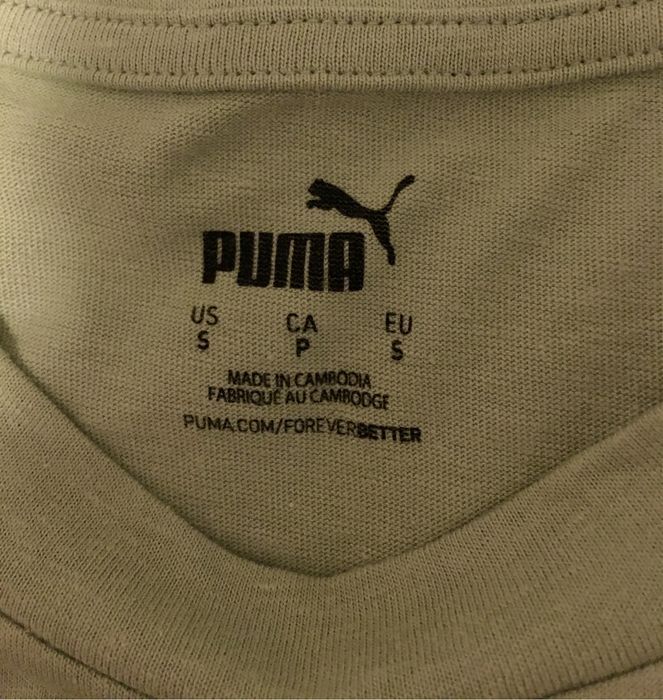 PUMA
US CA EU
S P S
MADE IN CAMBODIA
FABRIQUÉ AU CAMBODGE
PUMA.COM/FOREVERBETTER